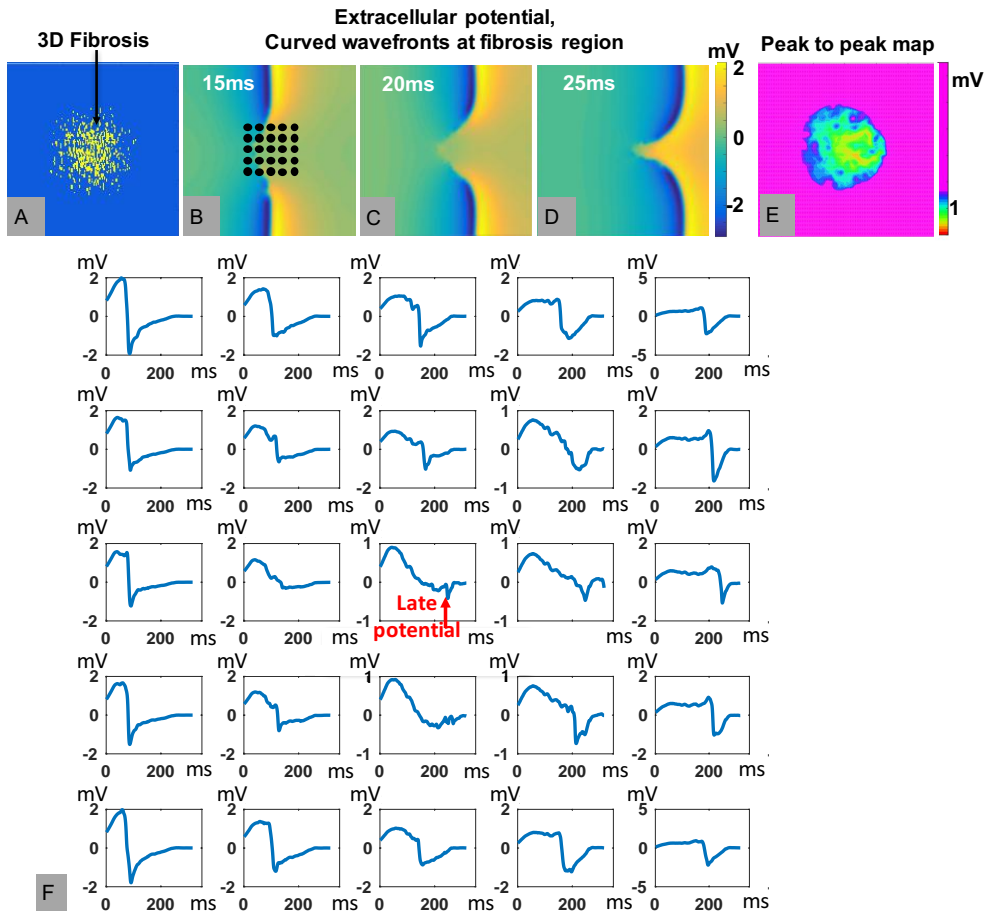 Extracellular potential,
Curved wavefronts at fibrosis region
3D Fibrosis
mV
Peak to peak map
mV
15ms
20ms
25ms
2
0
-2
1
A
B
C
D
E
mV mV mV mV mV
2 2 2 2 5
0 0 0 0 0
-2 -2 -2 -2 -5
0 200 ms 0 200 ms 0 200 ms 0 200 ms 0 200 ms
mV mV mV mV mV
2 2 2 2 2
0 0 0 0 0
-2 -2 -2 -1 -2
0 200 ms 0 200 ms 0 200 ms 0 200 ms 0 200 ms
mV mV mV mV mV
2 2 1 1 2
0 0 0 0 0
-2 -2 -1 -1 -2
Late
potential
0 200 ms 0 200 ms 0 200 ms 0 200 ms 0 200 ms
mV mV mV mV mV
2 2 1 1 2
0 0 0 0 0
-2 -2 -1 -1 -2
0 200 ms 0 200 ms 0 200 ms 0 200 ms 0 200 ms
mV mV mV mV mV
2 2 2 2 5
0 0 0 0 0
-2 -2 -2 -2 -5
0 200 ms 0 200 ms 0 200 ms 0 200 ms 0 200 ms
F